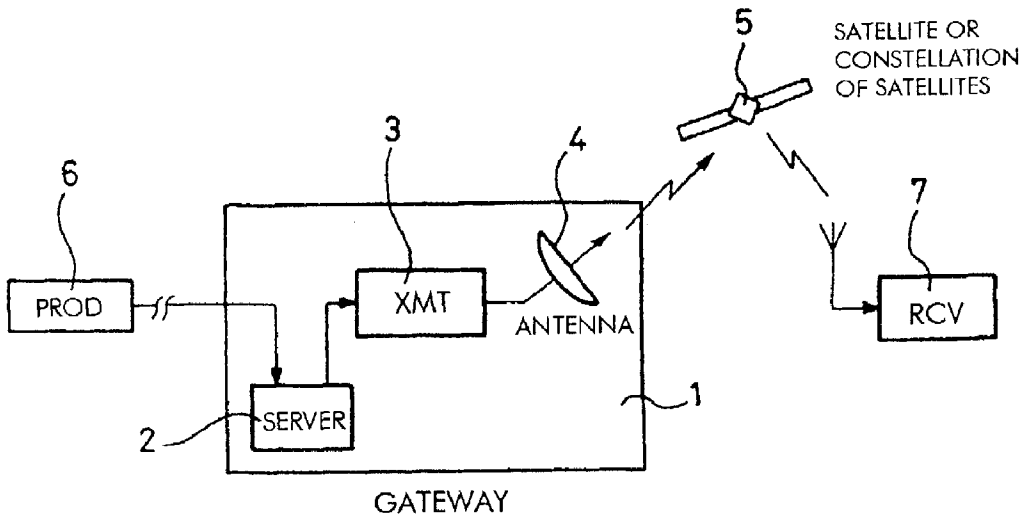 5
SATELLITE OR
CONSTELLATION
OF SATELLITES
3
4
6
7
PROD
XMT
ANTENNA
RCV
1
2
SERVER
GATEWAY